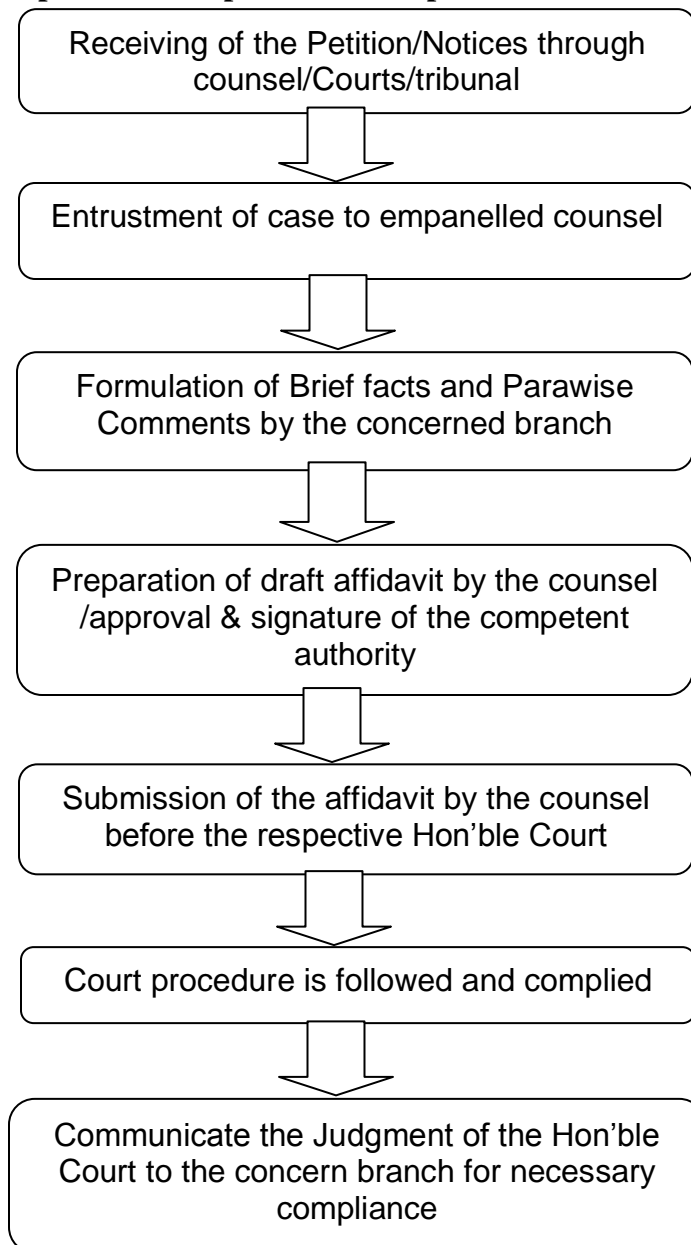 Receiving of the Petition/Notices through
counsel/Courts/tribunal
Entrustment of case to empanelled counsel
Formulation of Brief facts and Parawise
Comments by the concerned branch
Preparation of draft affidavit by the counsel
/approval & signature of the competent
authority
Submission of the affidavit by the counsel
before the respective Hon’ble Court
Court procedure is followed and complied
Communicate the Judgment of the Hon’ble
Court to the concern branch for necessary
compliance